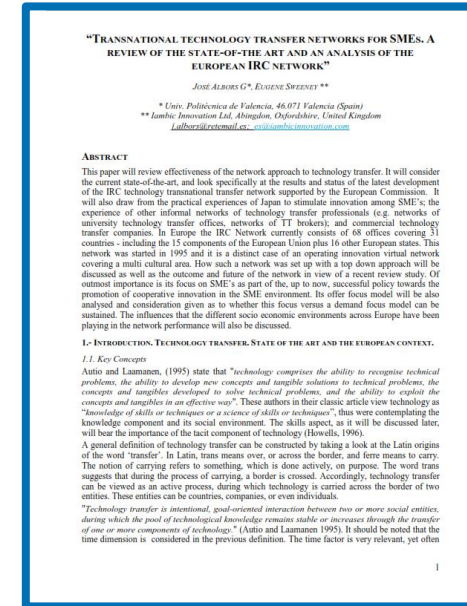 “TRANSNATIONAL TECHNOLOGY TRANSFER NETWORKS FOR SMES. A
REVIEW OF THE STATE-OF-THE ART AND AN ANALYSIS OF THE
EUROPEAN IRC NETWORK”
JOSÉ ALBORS G*, EUGENE SWEENEY **
* Univ. Politécnica de Valencia, 46.071 Valencia (Spain)
** Iambic Innovation Ltd, Abingdon, Oxfordshire, United Kingdom
j.albors@retemail.es; es@iambicinnovation.com
ABSTRACT
This paper will review effectiveness of the network approach to technology transfer. It will consider
the current state-of-the-art, and look specifically at the results and status of the latest development
of the IRC technology transnational transfer network supported by the European Commission. It
will also draw from the practical experiences of Japan to stimulate innovation among SME’s; the
experience of other informal networks of technology transfer professionals (e.g. networks of
university technology transfer offices, networks of TT brokers); and commercial technology
transfer companies. In Europe the IRC Network currently consists of 68 offices covering 31
countries - including the 15 components of the European Union plus 16 other European states. This
network was started in 1995 and it is a distinct case of an operating innovation virtual network
covering a multi cultural area. How such a network was set up with a top down approach will be
discussed as well as the outcome and future of the network in view of a recent review study. Of
outmost importance is its focus on SME’s as part of the, up to now, successful policy towards the
promotion of cooperative innovation in the SME environment. Its offer focus model will be also
analysed and consideration given as to whether this focus versus a demand focus model can be
sustained. The influences that the different socio economic environments across Europe have been
playing in the network performance will also be discussed.
1.- INTRODUCTION. TECHNOLOGY TRANSFER. STATE OF THE ART AND THE EUROPEAN CONTEXT.
1.1. Key Concepts
Autio and Laamanen, (1995) state that "technology comprises the ability to recognise technical
problems, the ability to develop new concepts and tangible solutions to technical problems, the
concepts and tangibles developed to solve technical problems, and the ability to exploit the
concepts and tangibles in an effective way". These authors in their classic article view technology as
“knowledge of skills or techniques or a science of skills or techniques”, thus were contemplating the
knowledge component and its social environment. The skills aspect, as it will be discussed later,
will bear the importance of the tacit component of technology (Howells, 1996).
A general definition of technology transfer can be constructed by taking a look at the Latin origins
of the word ‘transfer’. In Latin, trans means over, or across the border, and ferre means to carry.
The notion of carrying refers to something, which is done actively, on purpose. The word trans
suggests that during the process of carrying, a border is crossed. Accordingly, technology transfer
can be viewed as an active process, during which technology is carried across the border of two
entities. These entities can be countries, companies, or even individuals.
"Technology transfer is intentional, goal-oriented interaction between two or more social entities,
during which the pool of technological knowledge remains stable or increases through the transfer
of one or more components of technology." (Autio and Laamanen 1995). It should be noted that the
time dimension is considered in the previous definition. The time factor is very relevant, yet often
1